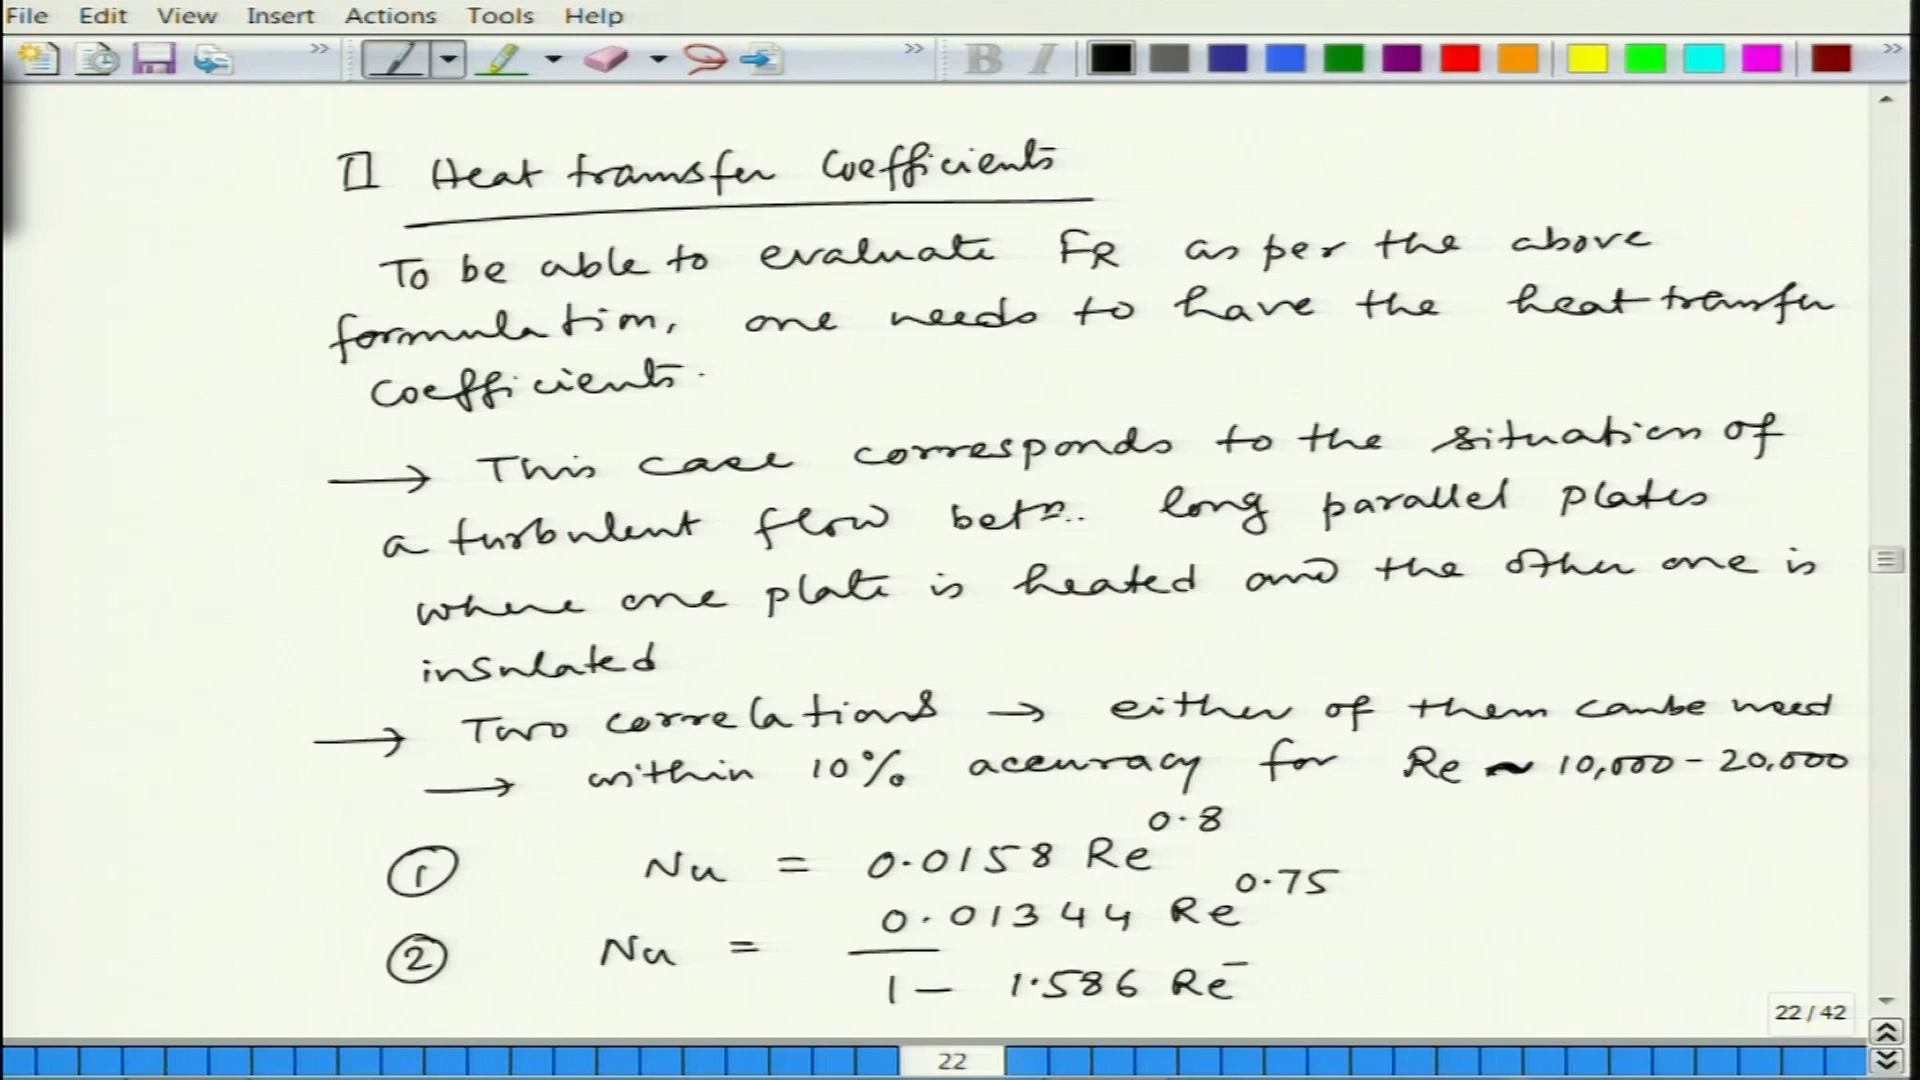 File Edit View Insert Actions Tools Help
B I
II Heat transfer Coefficients
To be able to evaluate FR as per the above
formulation, one needs to have the heat transfer
coefficients.
→ This case corresponds to the situation of
a turbulent flow betn.. long parallel plates
where one plate is heated and the other one is
insulated
→ Two correlations → either of them can be used
→ within 10% accuracy for Re ~ 10,000 - 20,000
① Nu = 0.0158 Re^0.8
② Nu = 0.01344 Re^0.75
1 - 1.586 Re^-
22 / 42
22